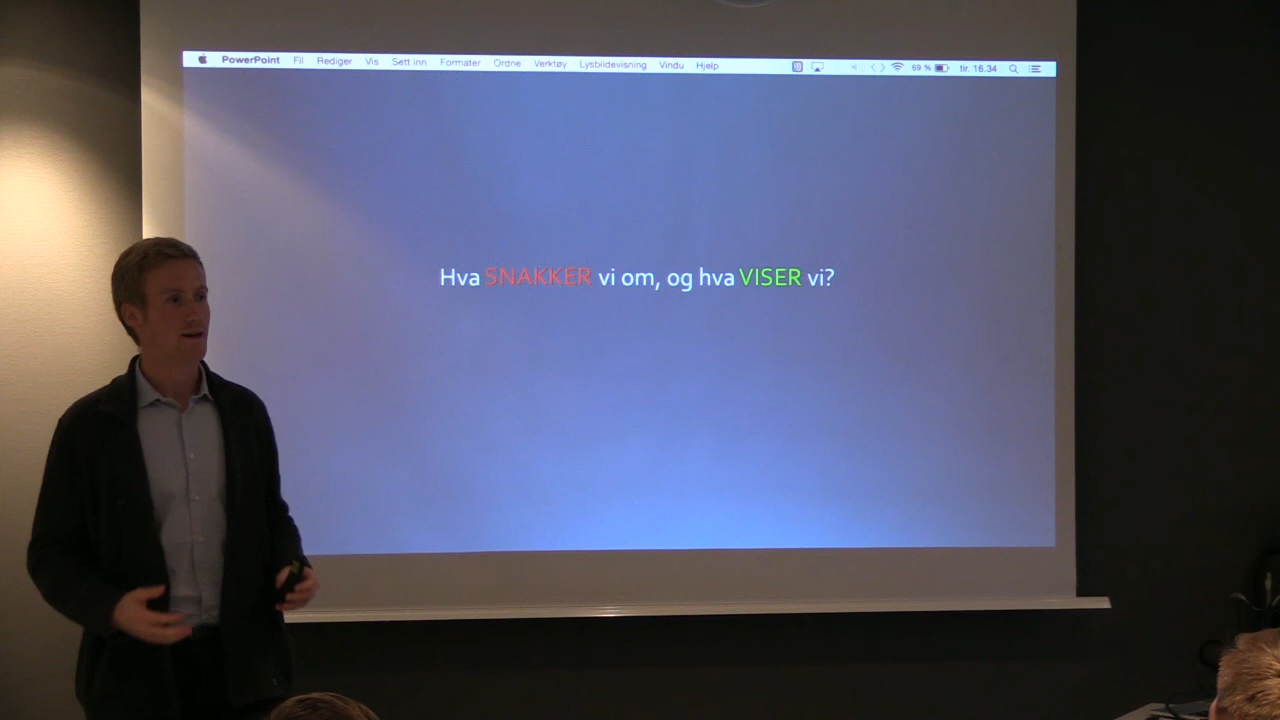 PowerPoint Fil Rediger Vis Sett inn Formater Ordne Verktøy Lysbildevisning Vindu Hjelp 69 % tir. 16.34
Hva SNAKKER vi om, og hva VISER vi?